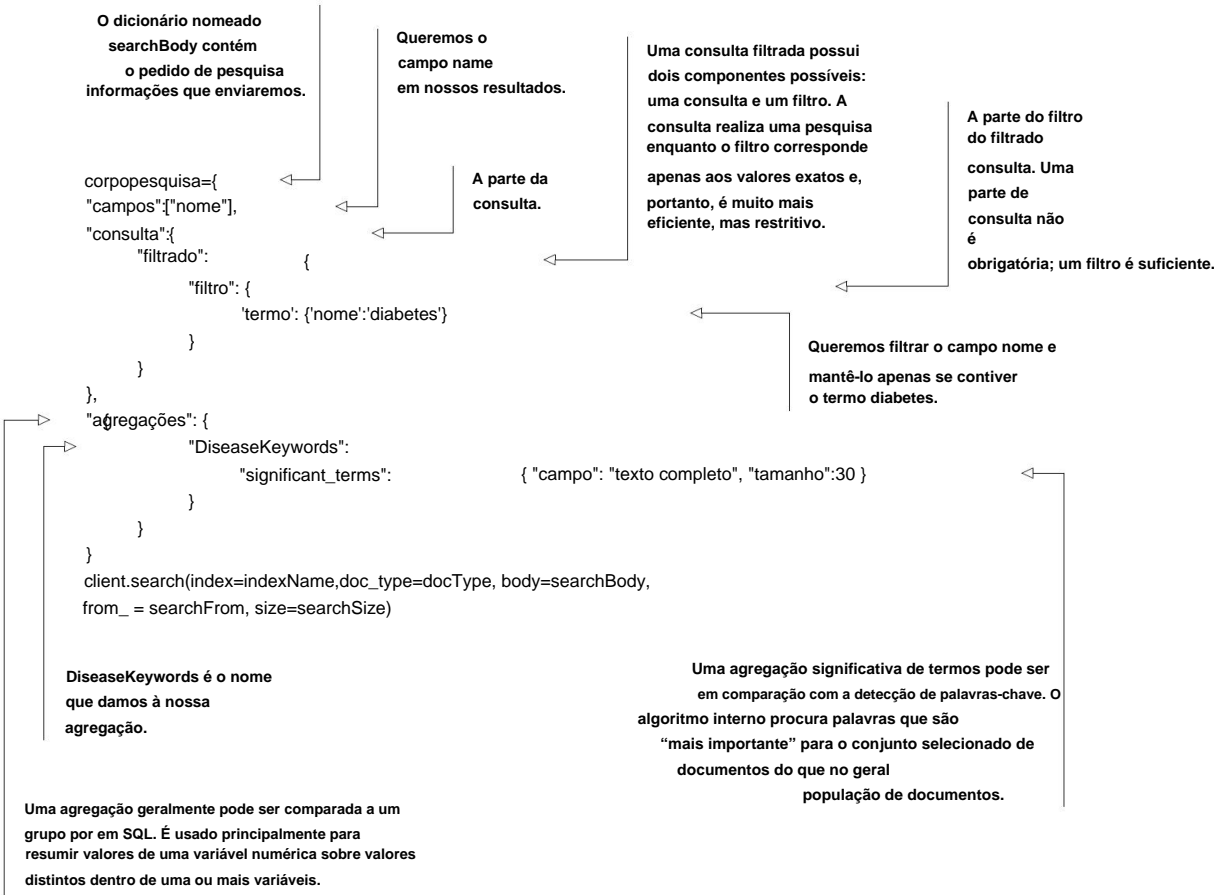 O dicionário nomeado
searchBody contém
o pedido de pesquisa
informações que enviaremos.
Queremos o
campo name
em nossos resultados.
Uma consulta filtrada possui
dois componentes possíveis:
uma consulta e um filtro. A
consulta realiza uma pesquisa
enquanto o filtro corresponde
apenas aos valores exatos e,
portanto, é muito mais
eficiente, mas restritivo.
A parte do filtro
do filtrado
consulta. Uma
parte de
consulta não
é
obrigatória; um filtro é suficiente.
A parte da
consulta.
corpopesquisa={
"campos":["nome"],
"consulta":{
"filtrado": {
"filtro": {
'termo': {'nome':'diabetes'}
}
}
},
"agregações": {
"DiseaseKeywords": {
"significant_terms": { "campo": "texto completo", "tamanho":30 }
}
}
}
client.search(index=indexName,doc_type=docType, body=searchBody,
from_ = searchFrom, size=searchSize)
Queremos filtrar o campo nome e
mantê-lo apenas se contiver
o termo diabetes.
DiseaseKeywords é o nome
que damos à nossa
agregação.
Uma agregação significativa de termos pode ser
em comparação com a detecção de palavras-chave. O
algoritmo interno procura palavras que são
“mais importante” para o conjunto selecionado de
documentos do que no geral
população de documentos.
Uma agregação geralmente pode ser comparada a um
grupo por em SQL. É usado principalmente para
resumir valores de uma variável numérica sobre valores
distintos dentro de uma ou mais variáveis.